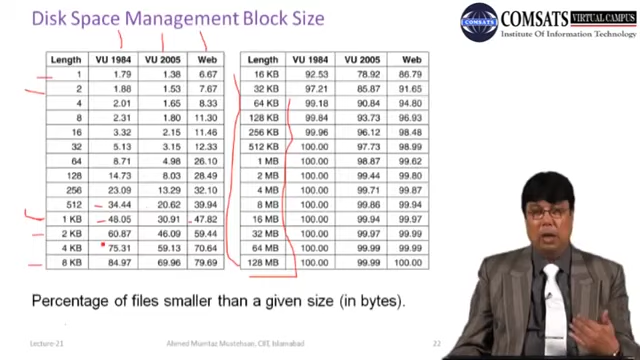 Disk Space Management Block Size
COMSATS VIRTUAL CAMPUS
Institute Of Information Technology
Length VU 1984 VU 2005 Web
1 1.79 1.38 6.67
2 1.88 1.53 7.67
4 2.01 1.65 8.33
8 2.31 1.80 11.30
16 3.32 2.15 11.46
32 5.13 3.15 12.33
64 8.71 4.98 26.10
128 14.73 8.03 28.49
256 23.09 13.29 32.10
512 34.44 20.62 39.94
1 KB 48.05 30.91 47.82
2 KB 60.87 46.09 59.44
4 KB 75.31 59.13 70.64
8 KB 84.97 69.96 79.69
Length VU 1984 VU 2005 Web
16 KB 92.53 78.92 86.79
32 KB 97.21 85.87 91.65
64 KB 99.18 90.84 94.80
128 KB 99.84 93.73 96.93
256 KB 99.96 96.12 98.48
512 KB 100.00 97.73 98.99
1 MB 100.00 98.87 99.62
2 MB 100.00 99.44 99.80
4 MB 100.00 99.71 99.87
8 MB 100.00 99.86 99.94
16 MB 100.00 99.94 99.97
32 MB 100.00 99.97 99.99
64 MB 100.00 99.99 99.99
128 MB 100.00 99.99 100.00
Percentage of files smaller than a given size (in bytes).
Lecture-21 Ahmed Mumtaz Mustehsan, CIIT, Islamabad 22